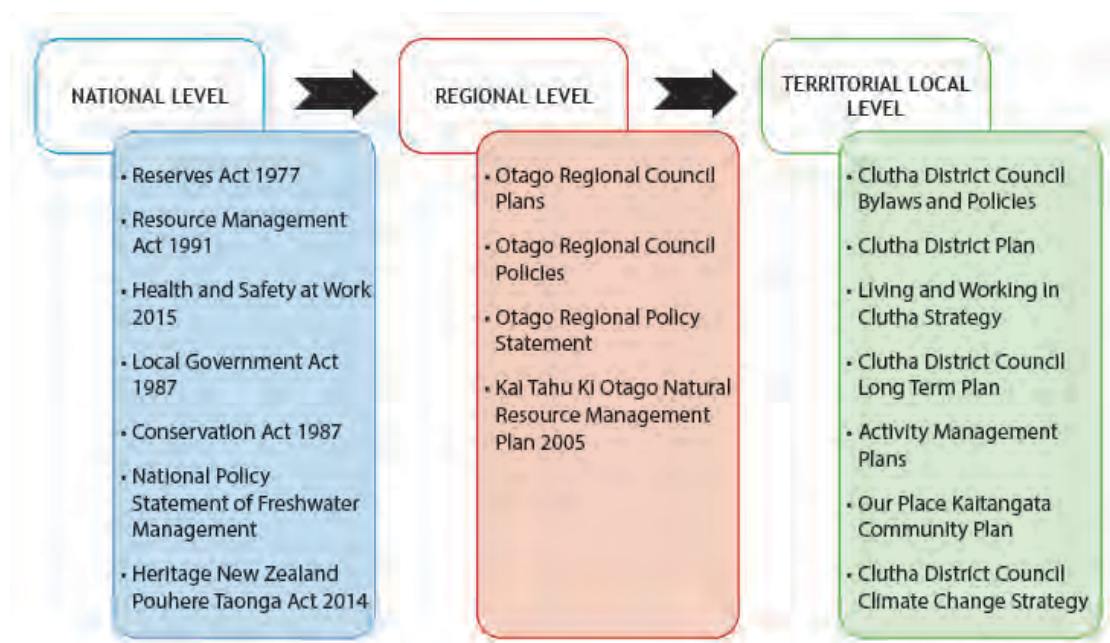 NATIONAL LEVEL
• Reserves Act 1977
• Resource Management
Act 1991
• Health and Safety at Work
2015
• Local Government Act
1987
• Conservation Act 1987
• National Policy
Statement of Freshwater
Management
• Heritage New Zealand
Pouhere Taonga Act 2014
REGIONAL LEVEL
• Otago Regional Council
Plans
• Otago Regional Council
Policies
• Otago Regional Policy
Statement
• Kai Tahu Ki Otago Natural
Resource Management
Plan 2005
TERRITORIAL LOCAL
LEVEL
• Clutha District Council
Bylaws and Policies
• Clutha District Plan
• Living and Working in
Clutha Strategy
• Clutha District Council
Long Term Plan
• Activity Management
Plans
• Our Place Kaitangata
Community Plan
• Clutha District Council
Climate Change Strategy